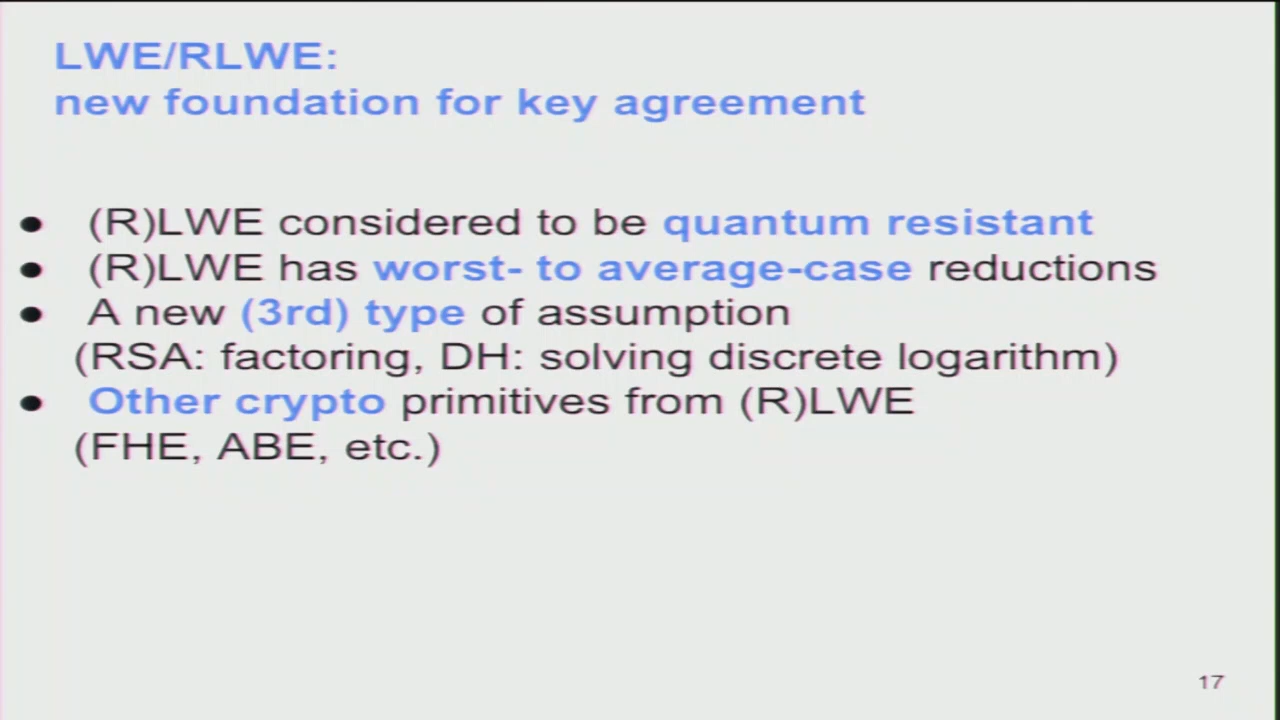 LWE/RLWE:
new foundation for key agreement
● (R)LWE considered to be quantum resistant
● (R)LWE has worst- to average-case reductions
● A new (3rd) type of assumption
(RSA: factoring, DH: solving discrete logarithm)
● Other crypto primitives from (R)LWE
(FHE, ABE, etc.)
17